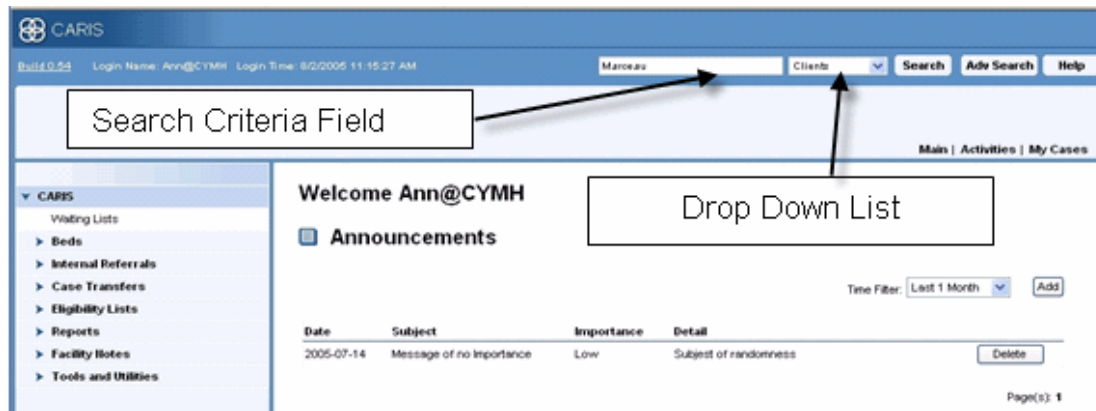 CARIS
Build 0.54 Login Name: Ann@CYMH Login Time: 8/2/2005 11:15:27 AM Marceau Clients Search Adv Search Help
Search Criteria Field
Main | Activities | My Cases
CARIS
Waiting Lists
Beds
Internal Referrals
Case Transfers
Eligibility Lists
Reports
Facility Notes
Tools and Utilities
Welcome Ann@CYMH
Drop Down List
Announcements
Time Filter: Last 1 Month Add
Date Subject Importance Detail
2005-07-14 Message of no Importance Low Subject of randomness Delete
Page(s): 1